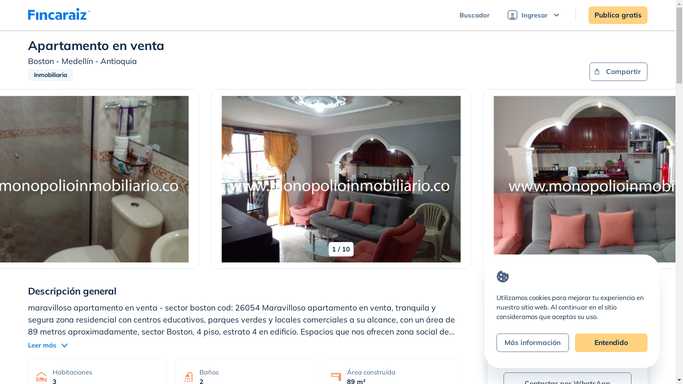 Fincaraiz
Buscador
Ingresar
Publica gratis
Apartamento en venta
Boston - Medellín - Antioquia
Inmobiliaria
Compartir
monopolioinmobiliario.co
www.monopolioinmobiliario.co
www.monopolioinmobilia
1 / 10
Descripción general
maravilloso apartamento en venta - sector boston cod: 26054 Maravilloso apartamento en venta, tranquila y
segura zona residencial con centros educativos, parques verdes y locales comerciales a su alcance, con un área de
89 metros aproximadamente, sector Boston, 4 piso, estrato 4 en edificio. Espacios que nos ofrecen zona social de...
Leer más
Habitaciones
3
Baños
2
Área construida
89 m²
Utilizamos cookies para mejorar tu experiencia en
nuestro sitio web. Al continuar en el sitio
consideramos que aceptas su uso.
Más información
Entendido
Contactar por WhatsApp